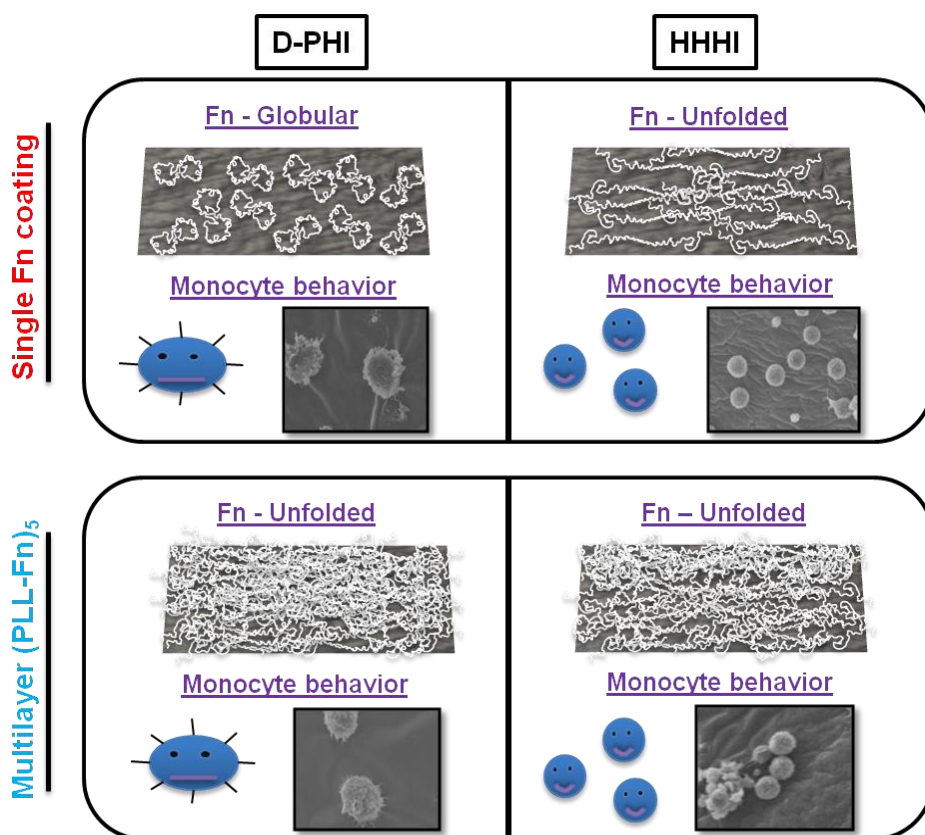 D-PHI
HHHI
Single Fn coating
Fn - Globular
Fn - Unfolded
Monocyte behavior
Monocyte behavior
Multilayer (PLL-Fn)5
Fn - Unfolded
Fn – Unfolded
Monocyte behavior
Monocyte behavior